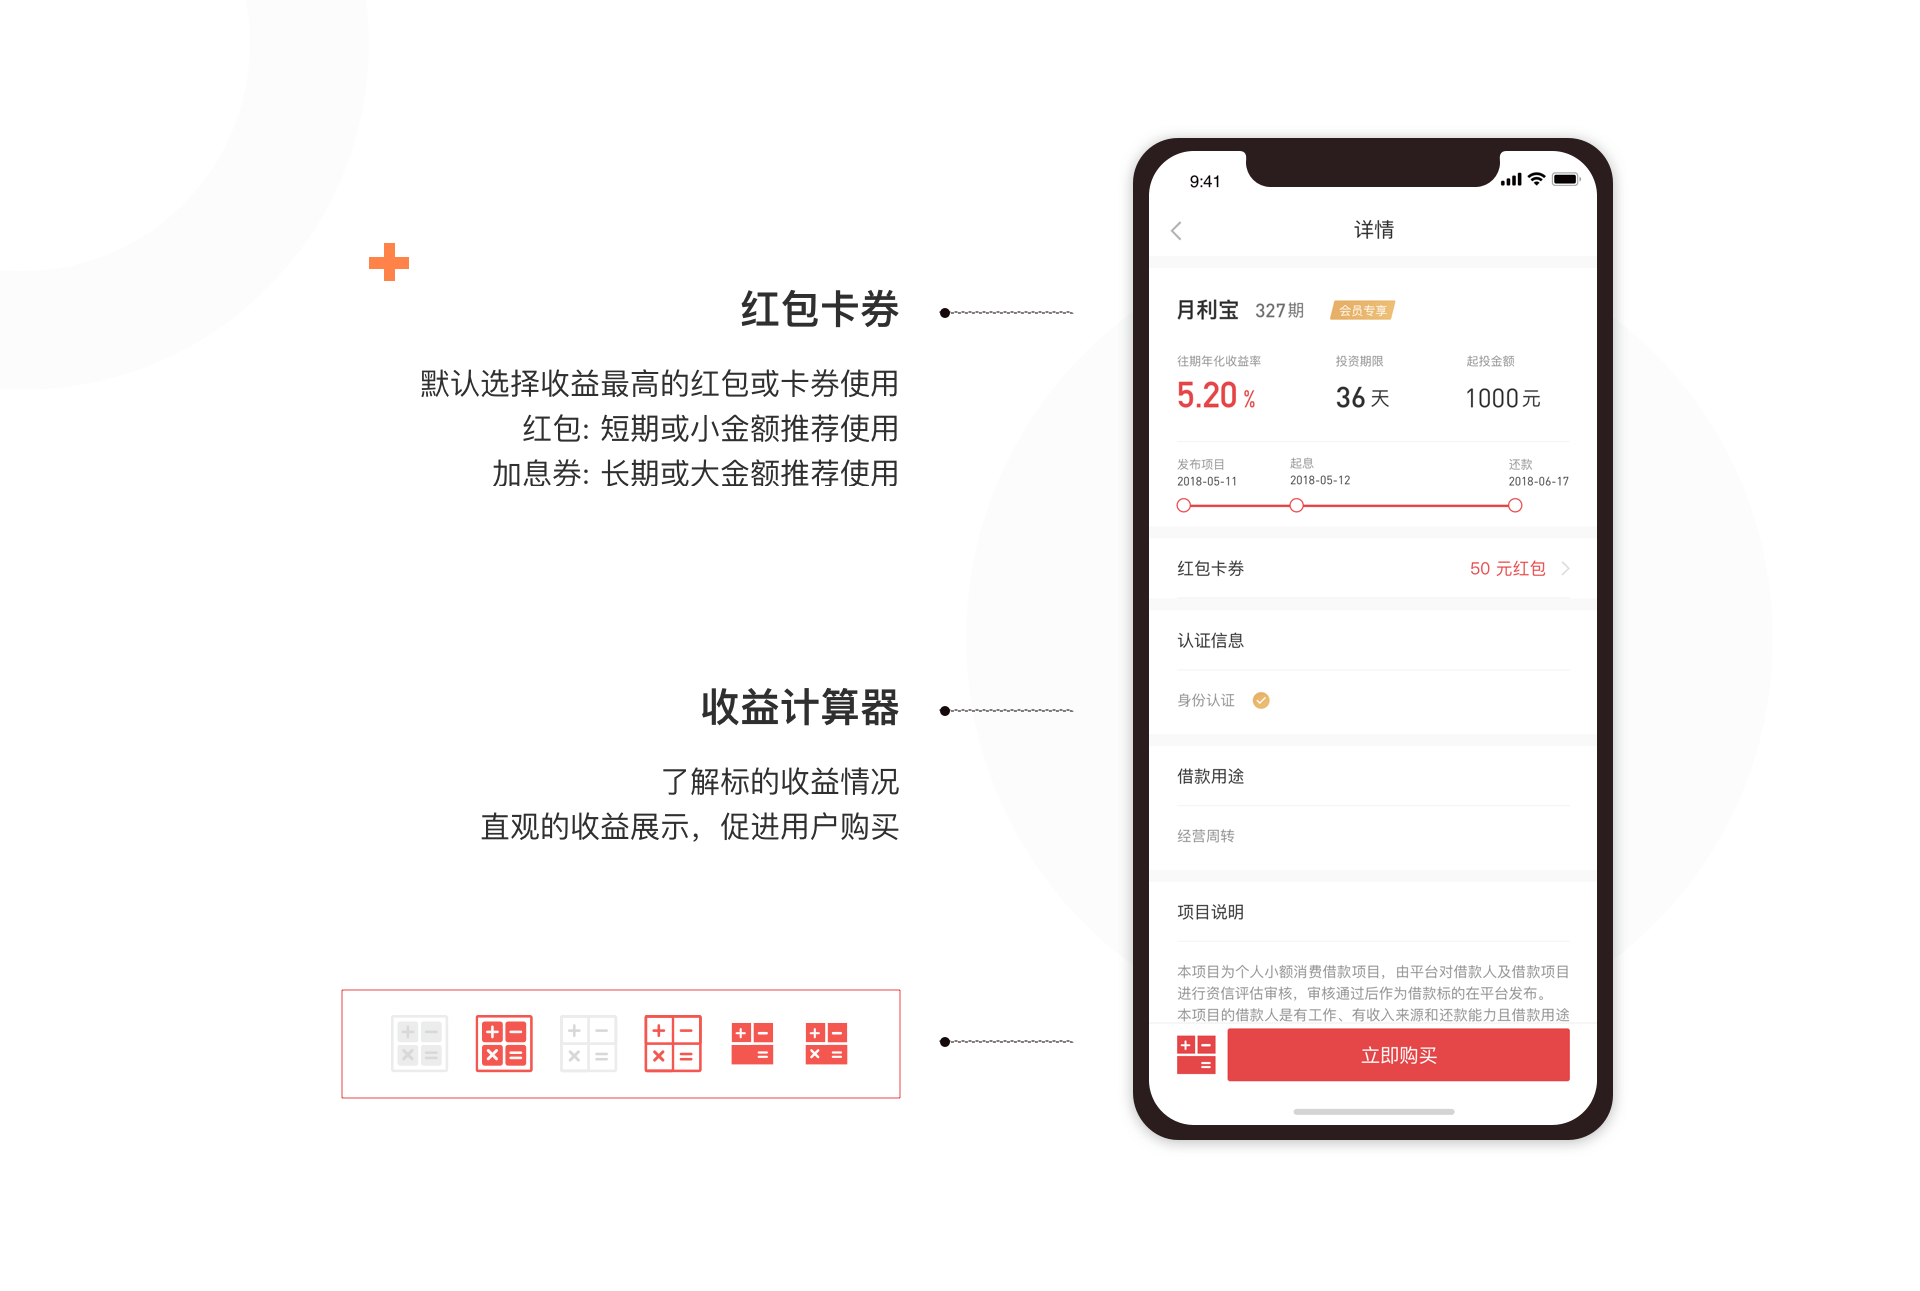 红包卡券
默认选择收益最高的红包或卡券使用
红包: 短期或小金额推荐使用
加息券: 长期或大金额推荐使用
收益计算器
了解标的收益情况
直观的收益展示，促进用户购买
9:41
详情
月利宝 327期 会员专享
往期年化收益率 投资期限 起投金额
5.20 % 36 天 1000元
发布项目 起息 还款
2018-05-11 2018-05-12 2018-06-17
红包卡券 50 元红包
认证信息
身份认证
借款用途
经营周转
项目说明
本项目为个人小额消费借款项目，由平台对借款人及借款项目
进行资信评估审核，审核通过后作为借款标的在平台发布。
本项目的借款人是有工作、有收入来源和还款能力且借款用途
立即购买